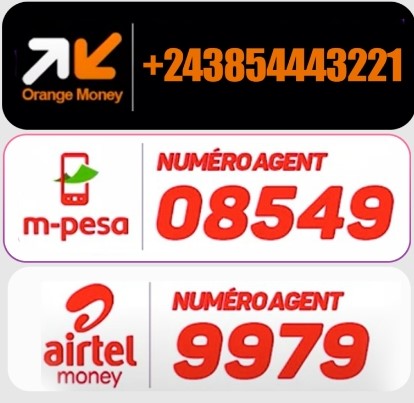 Orange Money
+243854443221
m-pesa
NUMÉRO AGENT
08549
airtel
money
NUMÉRO AGENT
9979